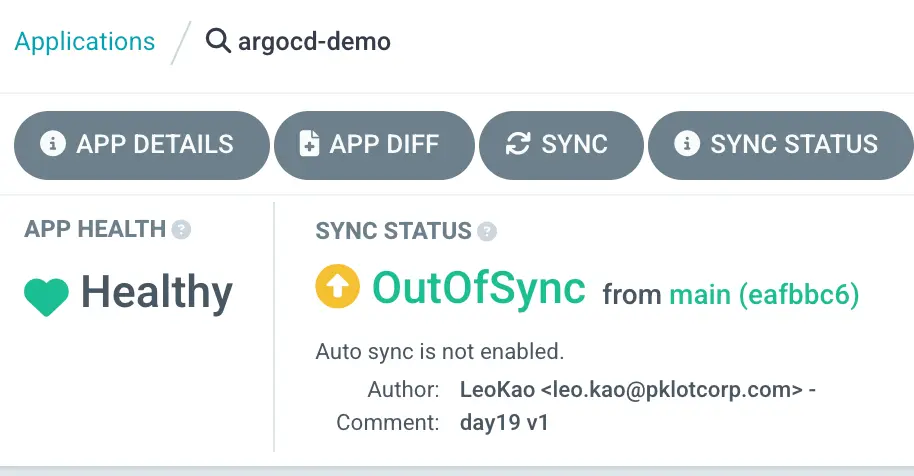 Applications / argocd-demo
APP DETAILS APP DIFF SYNC SYNC STATUS
APP HEALTH ?
Healthy
SYNC STATUS ?
OutOfSync from main (eafbbc6)
Auto sync is not enabled.
Author: LeoKao <leo.kao@pklotcorp.com> -
Comment: day19 v1